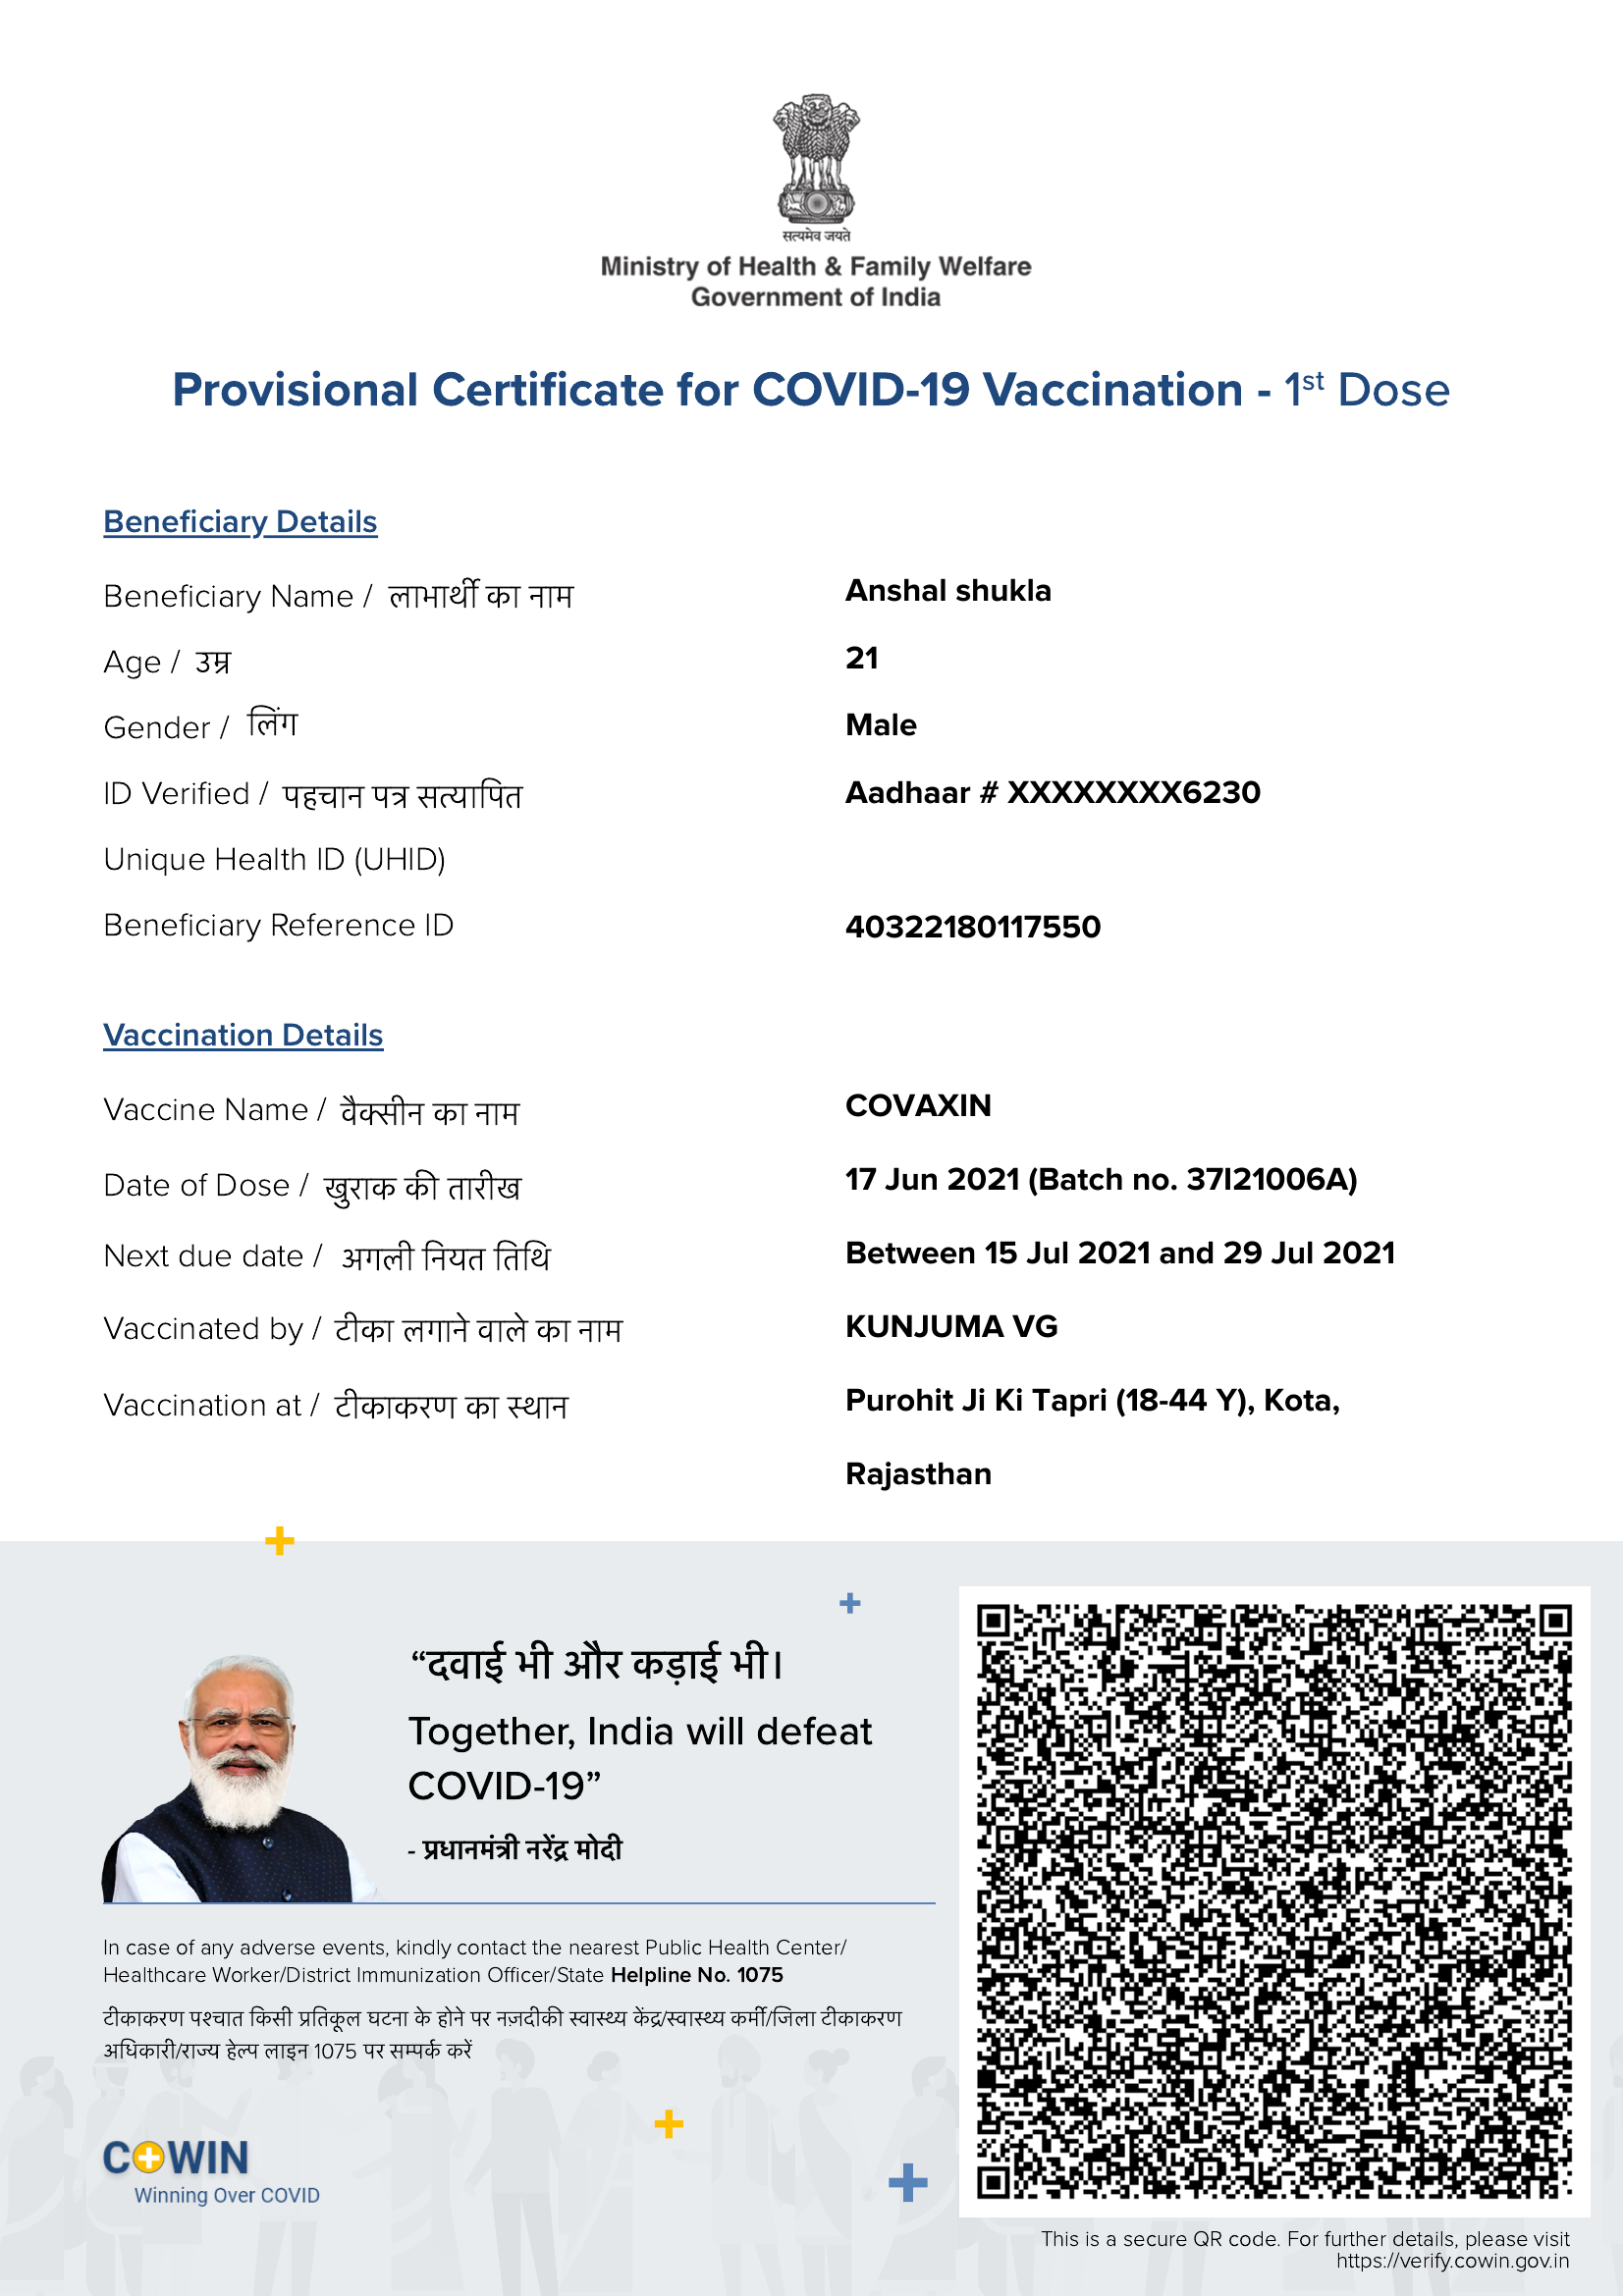 सत्यमेव जयते
Ministry of Health & Family Welfare
Government of India
Provisional Certificate for COVID-19 Vaccination - 1st Dose
Beneficiary Details
Beneficiary Name / लाभार्थी का नाम Anshal shukla
Age / उम्र 21
Gender / लिंग Male
ID Verified / पहचान पत्र सत्यापित Aadhaar # XXXXXXXX6230
Unique Health ID (UHID)
Beneficiary Reference ID 40322180117550
Vaccination Details
Vaccine Name / वैक्सीन का नाम COVAXIN
Date of Dose / खुराक की तारीख 17 Jun 2021 (Batch no. 37I21006A)
Next due date / अगली नियत तिथि Between 15 Jul 2021 and 29 Jul 2021
Vaccinated by / टीका लगाने वाले का नाम KUNJUMA VG
Vaccination at / टीकाकरण का स्थान Purohit Ji Ki Tapri (18-44 Y), Kota,
Rajasthan
“दवाई भी और कड़ाई भी।
Together, India will defeat
COVID-19”
- प्रधानमंत्री नरेंद्र मोदी
In case of any adverse events, kindly contact the nearest Public Health Center/
Healthcare Worker/District Immunization Officer/State Helpline No. 1075
टीकाकरण पश्चात किसी प्रतिकूल घटना के होने पर नज़दीकी स्वास्थ्य केंद्र/स्वास्थ्य कर्मी/जिला टीकाकरण
अधिकारी/राज्य हेल्प लाइन 1075 पर सम्पर्क करें
COWIN
Winning Over COVID
This is a secure QR code. For further details, please visit
https://verify.cowin.gov.in